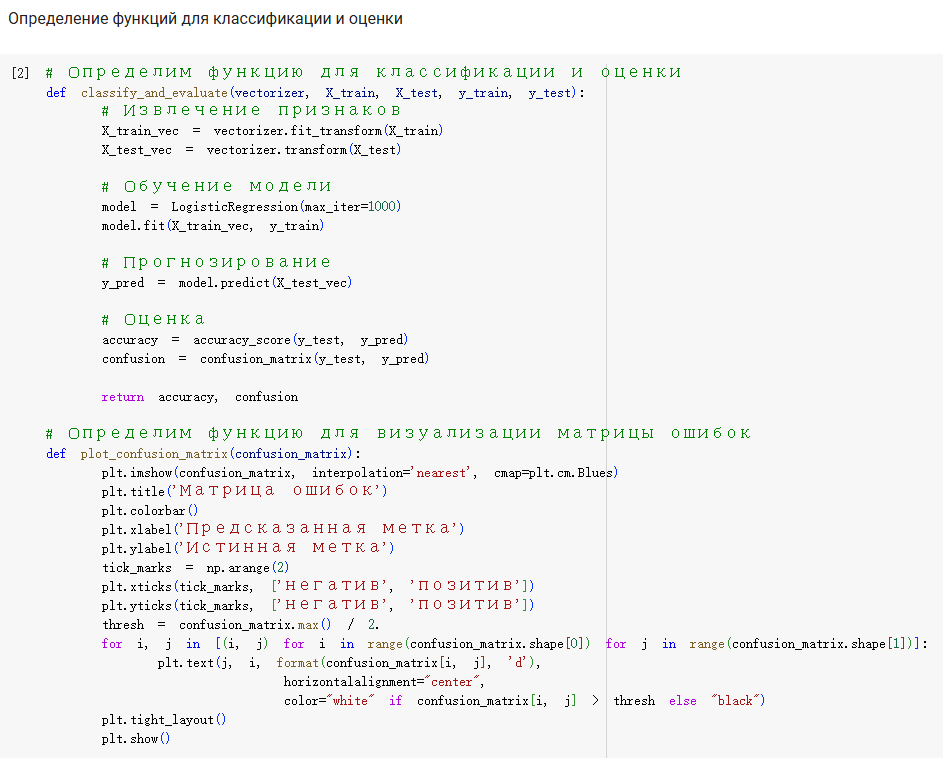 Определение функций для классификации и оценки
[2] # Определим функцию для классификации и оценки
def classify_and_evaluate(vectorizer, X_train, X_test, y_train, y_test):
# Извлечение признаков
X_train_vec = vectorizer.fit_transform(X_train)
X_test_vec = vectorizer.transform(X_test)
# Обучение модели
model = LogisticRegression(max_iter=1000)
model.fit(X_train_vec, y_train)
# Прогнозирование
y_pred = model.predict(X_test_vec)
# Оценка
accuracy = accuracy_score(y_test, y_pred)
confusion = confusion_matrix(y_test, y_pred)
return accuracy, confusion
# Определим функцию для визуализации матрицы ошибок
def plot_confusion_matrix(confusion_matrix):
plt.imshow(confusion_matrix, interpolation='nearest', cmap=plt.cm.Blues)
plt.title('Матрица ошибок')
plt.colorbar()
plt.xlabel('Предсказанная метка')
plt.ylabel('Истинная метка')
tick_marks = np.arange(2)
plt.xticks(tick_marks, ['негатив', 'позитив'])
plt.yticks(tick_marks, ['негатив', 'позитив'])
thresh = confusion_matrix.max() / 2.
for i, j in [(i, j) for i in range(confusion_matrix.shape[0]) for j in range(confusion_matrix.shape[1])]:
plt.text(j, i, format(confusion_matrix[i, j], 'd'),
horizontalalignment="center",
color="white" if confusion_matrix[i, j] > thresh else "black")
plt.tight_layout()
plt.show()